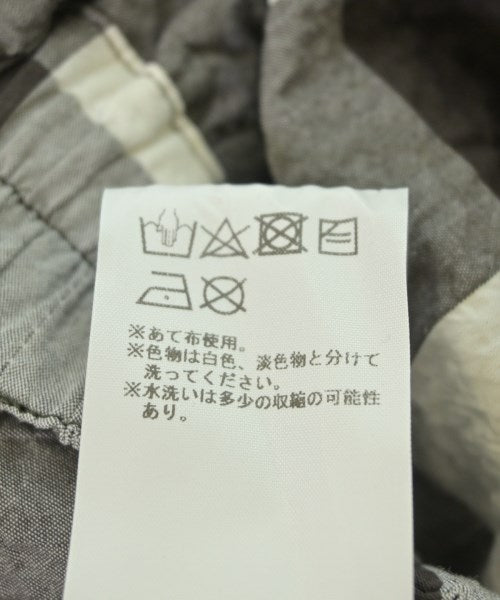 ※あて布使用。
※色物は白色、淡色物と分けて
洗ってください。
※水洗いは多少の収縮の可能性
あり。